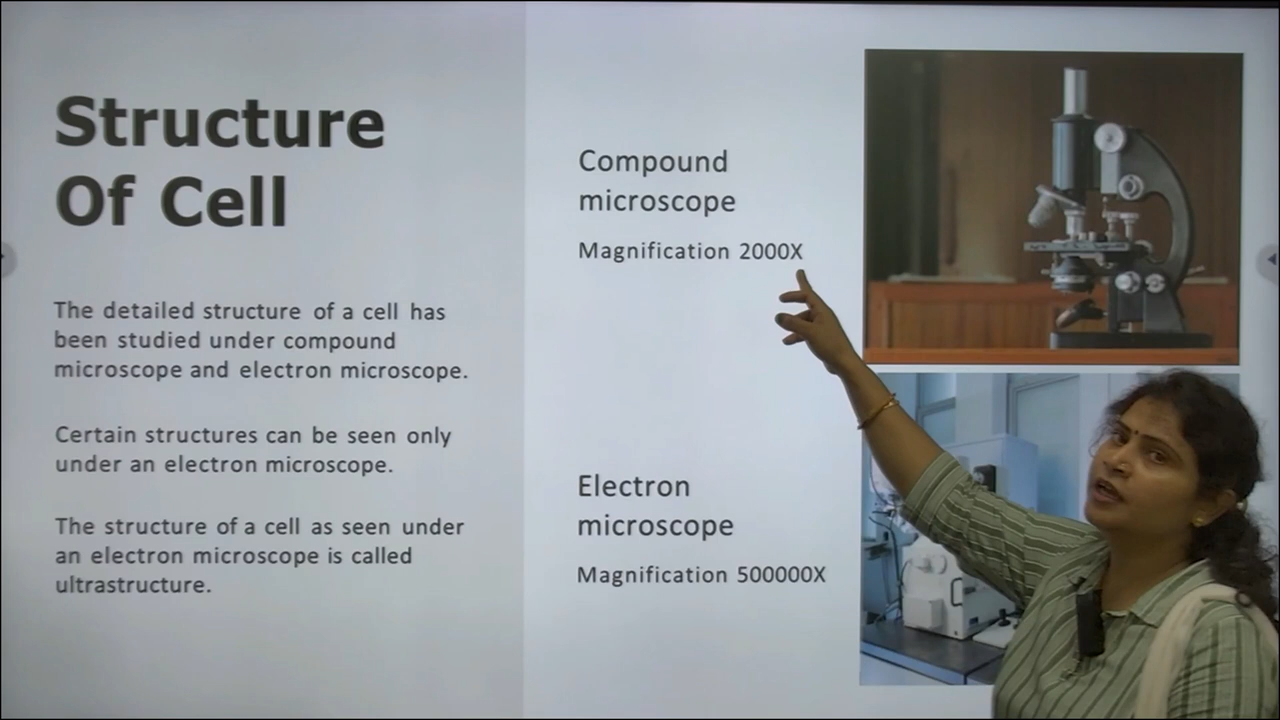 Structure
Of Cell
The detailed structure of a cell has
been studied under compound
microscope and electron microscope.
Certain structures can be seen only
under an electron microscope.
The structure of a cell as seen under
an electron microscope is called
ultrastructure.
Compound
microscope
Magnification 2000X
Electron
microscope
Magnification 500000X